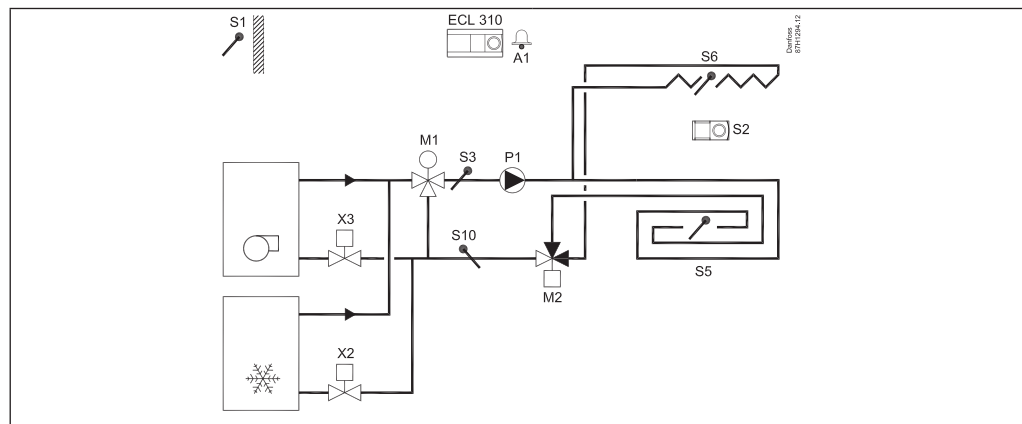 S1
ECL 310
A1
Danfoss
87H1294.12
S6
S2
M1
S3
P1
X3
S10
S5
M2
X2